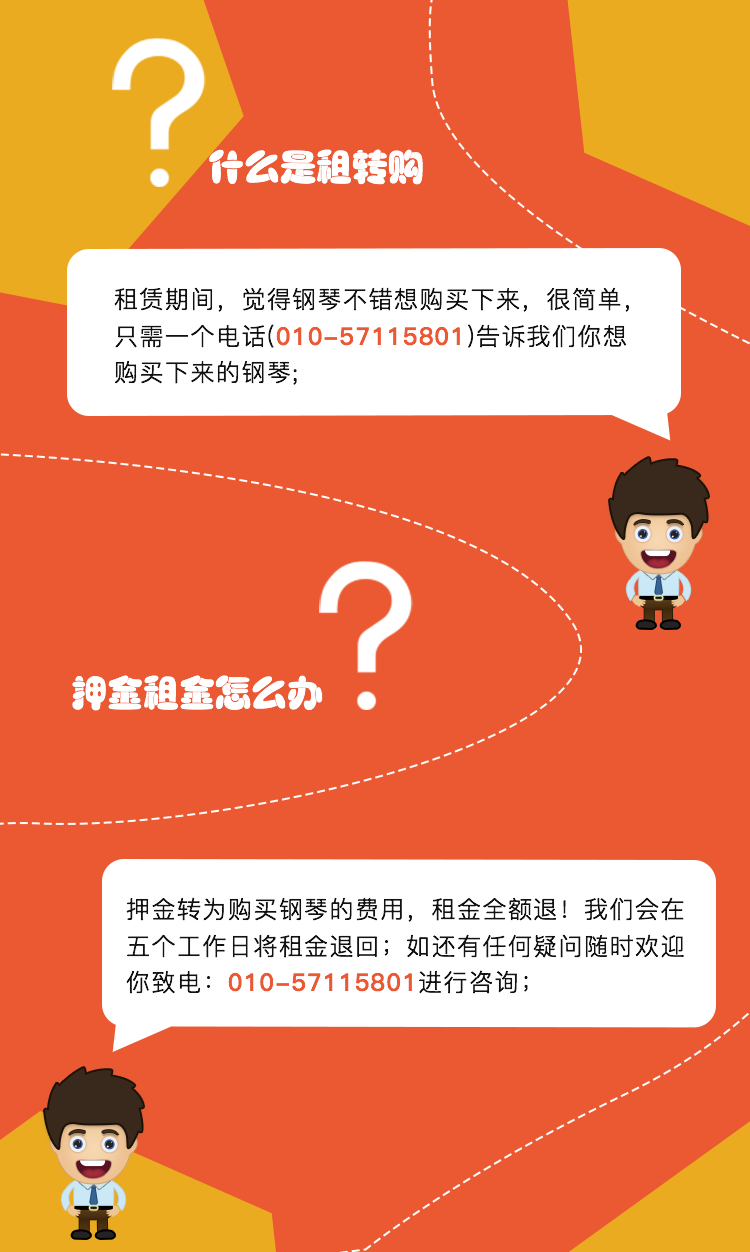 ?
什么是租转购
租赁期间，觉得钢琴不错想购买下来，很简单，
只需一个电话(010-57115801)告诉我们你想
购买下来的钢琴;
?
押金租金怎么办
押金转为购买钢琴的费用，租金全额退！我们会在
五个工作日将租金退回；如还有任何疑问随时欢迎
你致电：010-57115801进行咨询；